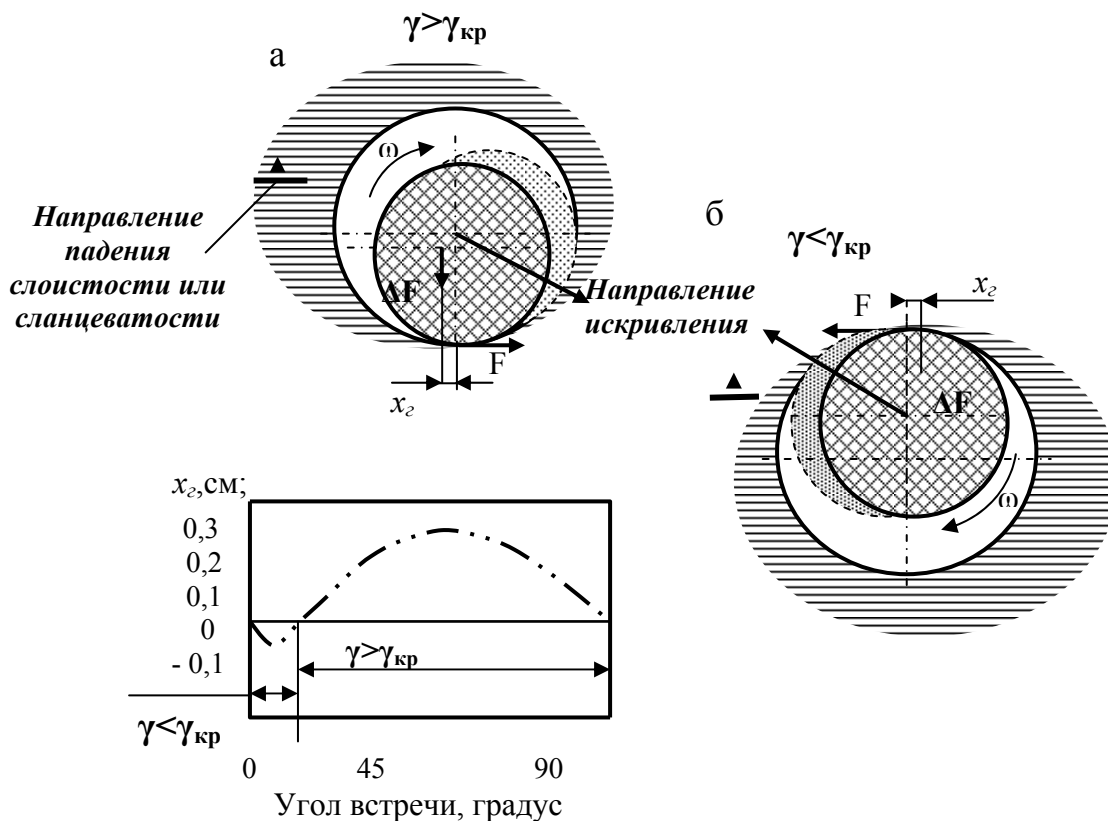 γ>γкр
а
ω
Направление
падения
слоистости или
сланцеватости
ΔF
F
xг
Направление
искривления
б
γ<γкр
xг
F
ΔF
ω
xг,см;
0,3
0,2
0,1
0
- 0,1
γ>γкр
γ<γкр
0 45 90
Угол встречи, градус